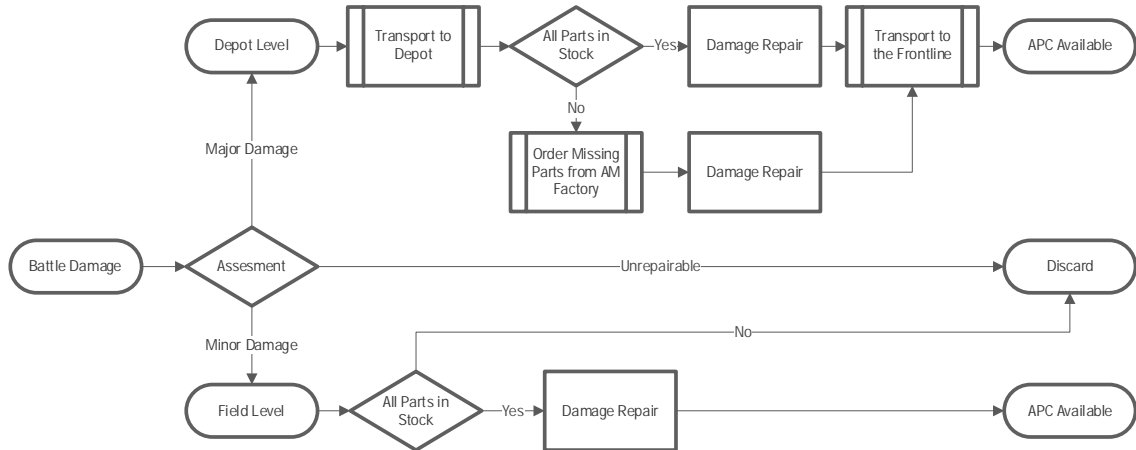 Depot Level
Transport to
Depot
All Parts in
Stock
Yes
Damage Repair
Transport to
the Frontline
APC Available
No
Major Damage
Order Missing
Parts from AM
Factory
Damage Repair
Battle Damage
Assesment
Unrepairable
Discard
Minor Damage
No
Field Level
All Parts in
Stock
Yes
Damage Repair
APC Available